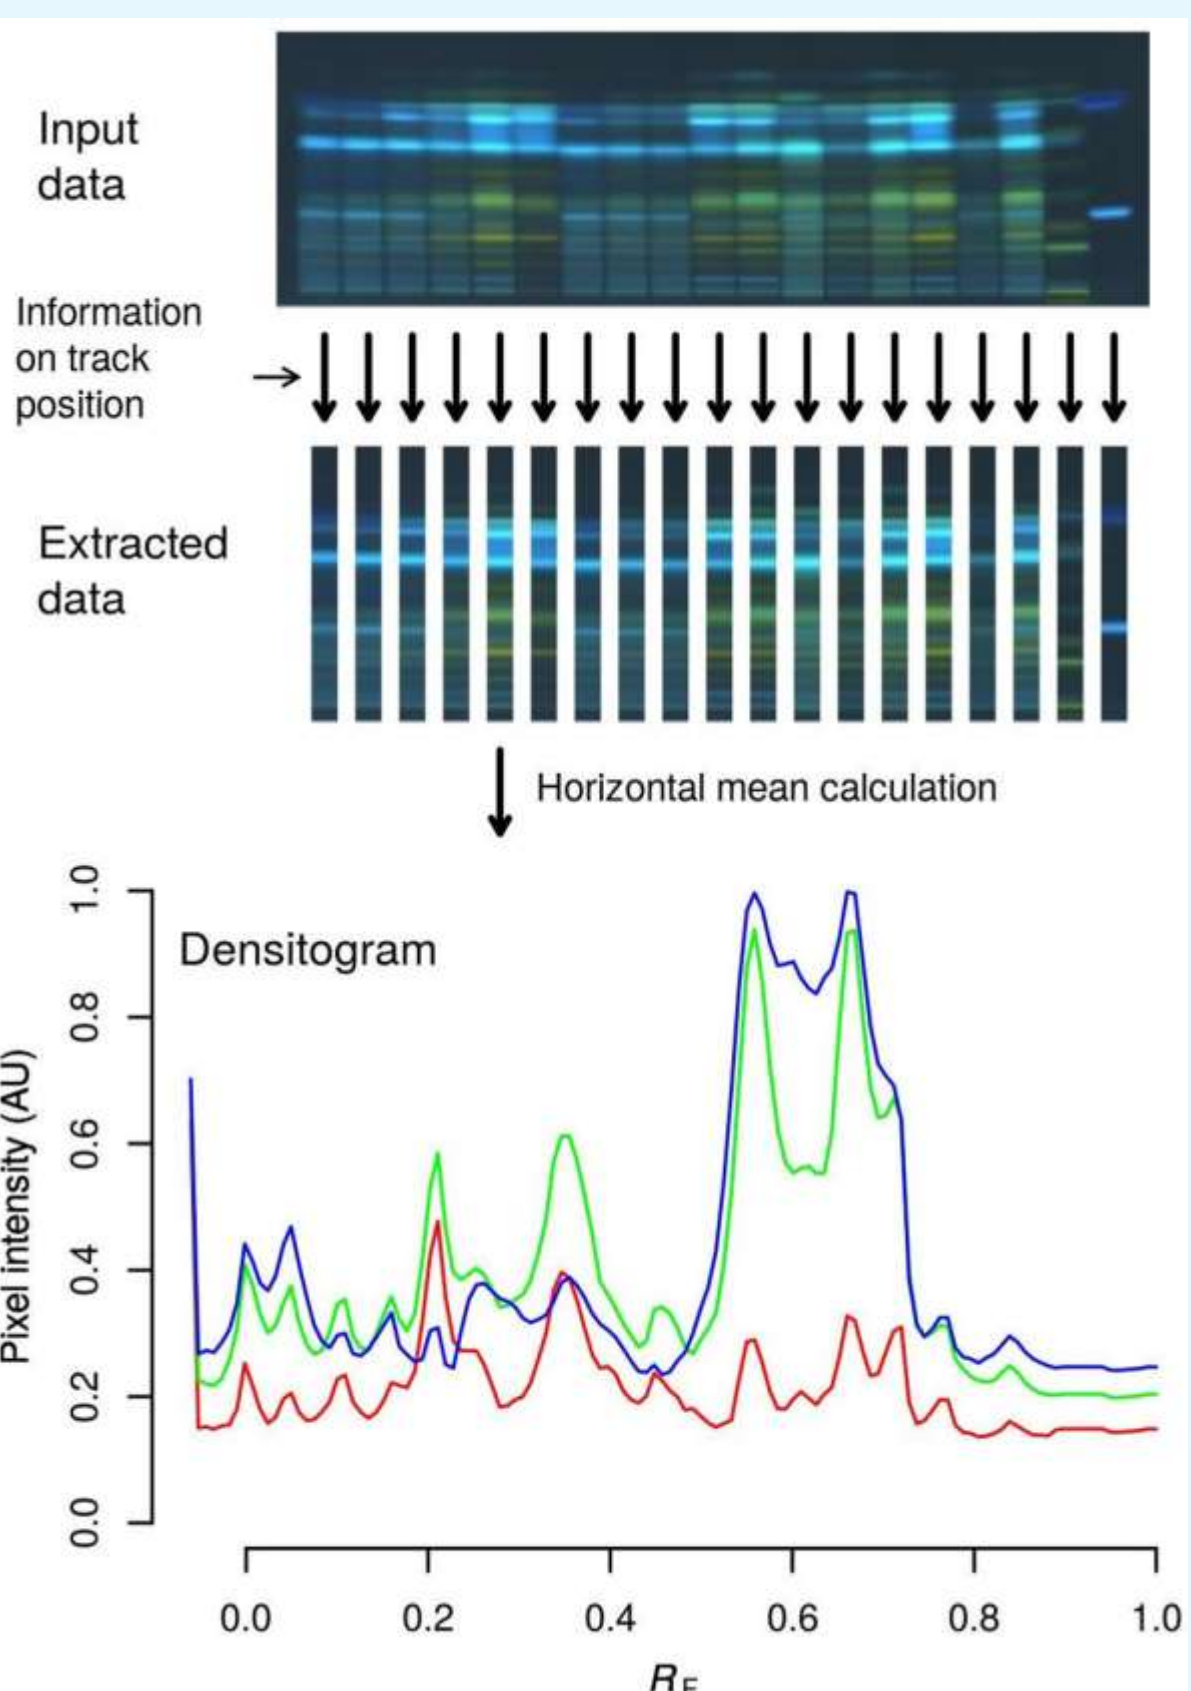 Input
data
Information
on track
position
Extracted
data
Horizontal mean calculation
Densitogram
Pixel intensity (AU)
1.0
0.8
0.6
0.4
0.2
0.0
0.0 0.2 0.4 0.6 0.8 1.0
RF